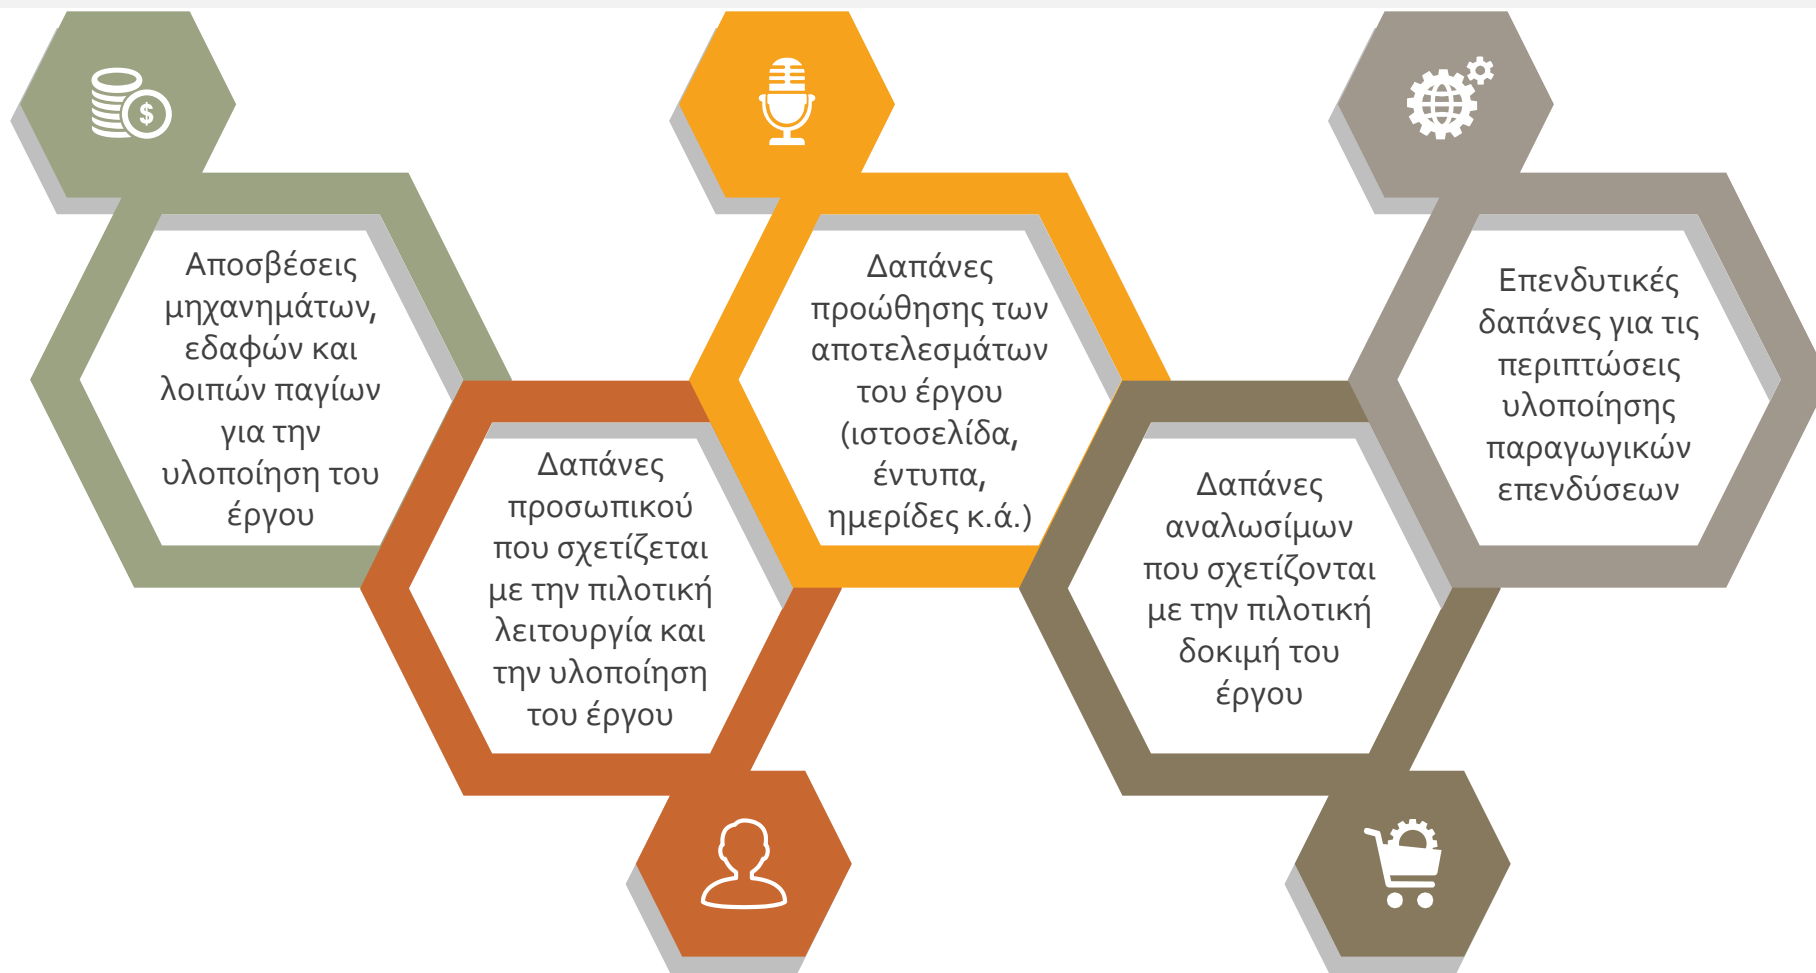 Αποσβέσεις
μηχανημάτων,
εδαφών και
λοιπών παγίων
για την
υλοποίηση του
έργου
Δαπάνες
προσωπικού
που σχετίζεται
με την πιλοτική
λειτουργία και
την υλοποίηση
του έργου
Δαπάνες
προώθησης των
αποτελεσμάτων
του έργου
(ιστοσελίδα,
έντυπα,
ημερίδες κ.ά.)
Δαπάνες
αναλωσίμων
που σχετίζονται
με την πιλοτική
δοκιμή του
έργου
Επενδυτικές
δαπάνες για τις
περιπτώσεις
υλοποίησης
παραγωγικών
επενδύσεων
$